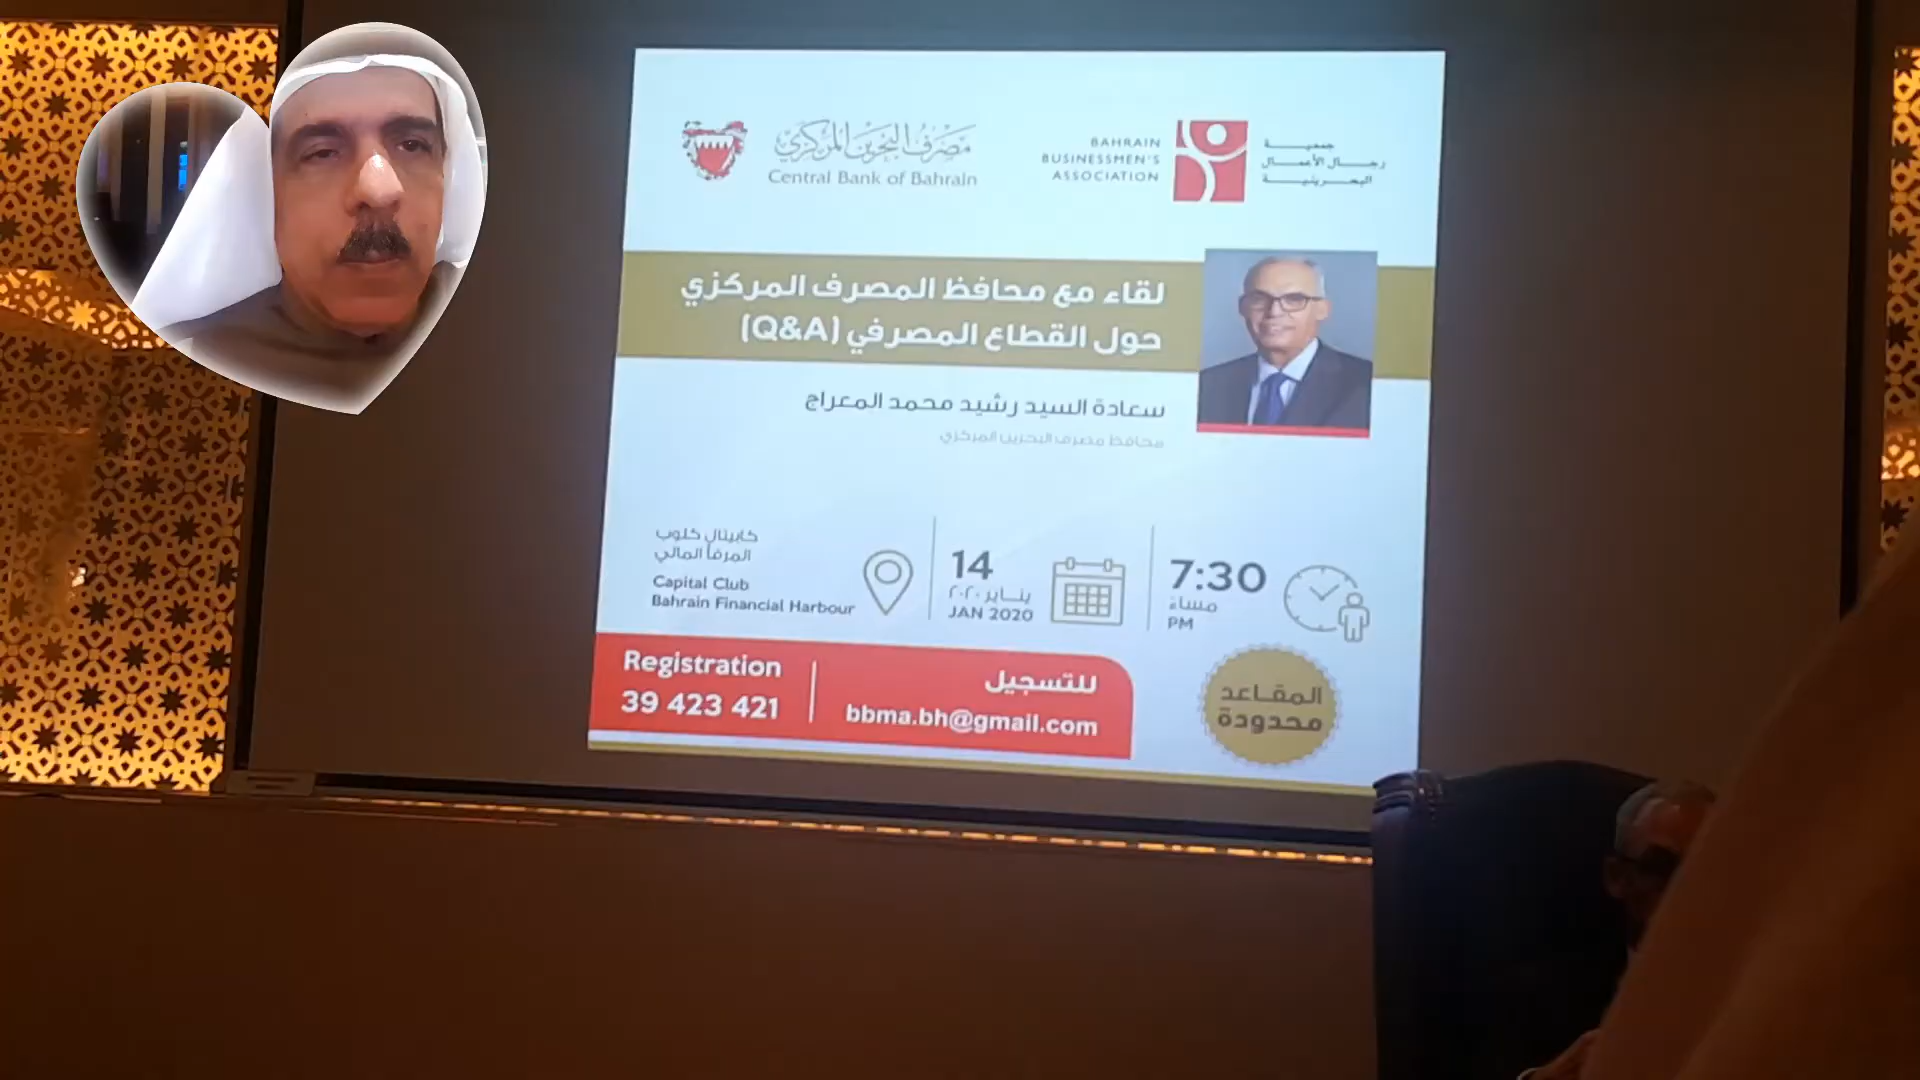 مصرف البحرين المركزي
Central Bank of Bahrain
BAHRAIN
BUSINESSMEN'S
ASSOCIATION
جمعية
رجال الأعمال
البحرينية
لقاء مع محافظ المصرف المركزي
حول القطاع المصرفي (Q&A)
سعادة السيد رشيد محمد المعراج
محافظ مصرف البحرين المركزي
7:30
مساءً
PM
14
يناير ٢٠٢٠
JAN 2020
كابيتال كلوب
المرفأ المالي
Capital Club
Bahrain Financial Harbour
Registration
39 423 421
للتسجيل
bbma.bh@gmail.com
المقاعد
محدودة